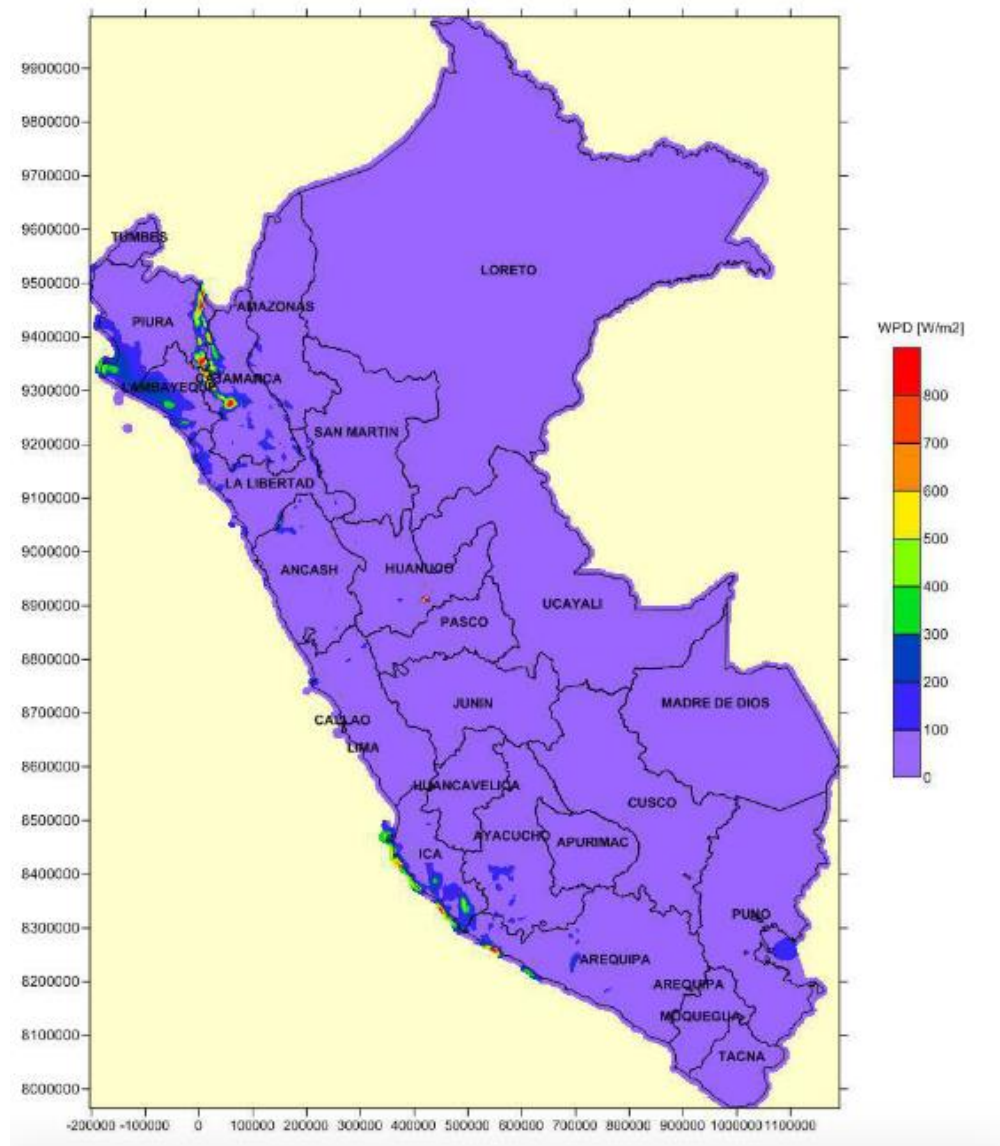 9900000
9800000
9700000
9600000
9500000
9400000
9300000
9200000
9100000
9000000
8900000
8800000
8700000
8600000
8500000
8400000
8300000
8200000
8100000
8000000
-200000 -100000 0 100000 200000 300000 400000 500000 600000 700000 800000 900000 1000000 1100000
TUMBES
LORETO
PIURA
AMAZONAS
LAMBAYEQUE
CAJAMARCA
SAN MARTIN
LA LIBERTAD
ANCASH
HUANUCO
UCAYALI
PASCO
JUNIN
MADRE DE DIOS
CALLAO
LIMA
HUANCAVELICA
CUSCO
AYACUCHO
APURIMAC
ICA
PUNO
AREQUIPA
AREQUIPA
MOQUEGUA
TACNA
WPD [W/m2]
800
700
600
500
400
300
200
100
0